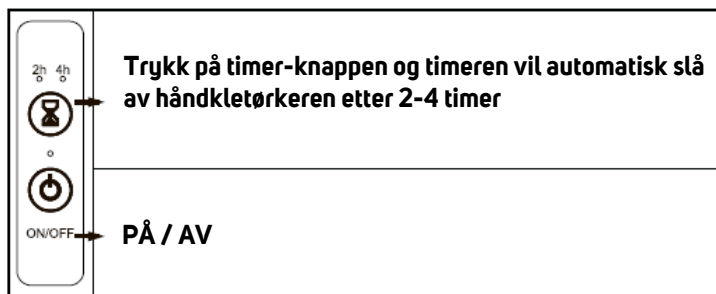 2h 4h
Trykk på timer-knappen og timeren vil automatisk slå
av håndkletørkeren etter 2-4 timer
ON/OFF
PÅ / AV